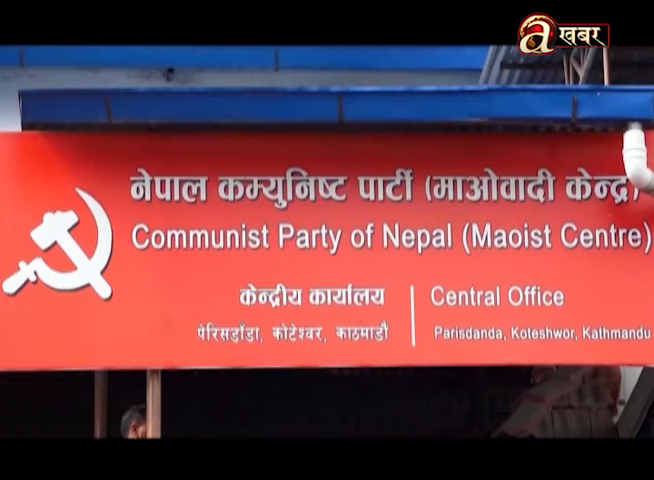 a खबर
नेपाल कम्युनिष्ट पार्टी (माओवादी केन्द्र)
Communist Party of Nepal (Maoist Centre)
केन्द्रीय कार्यालय
पेरिसडाँडा, कोटेश्वर, काठमाडौं
Central Office
Parisdanda, Koteshwor, Kathmandu